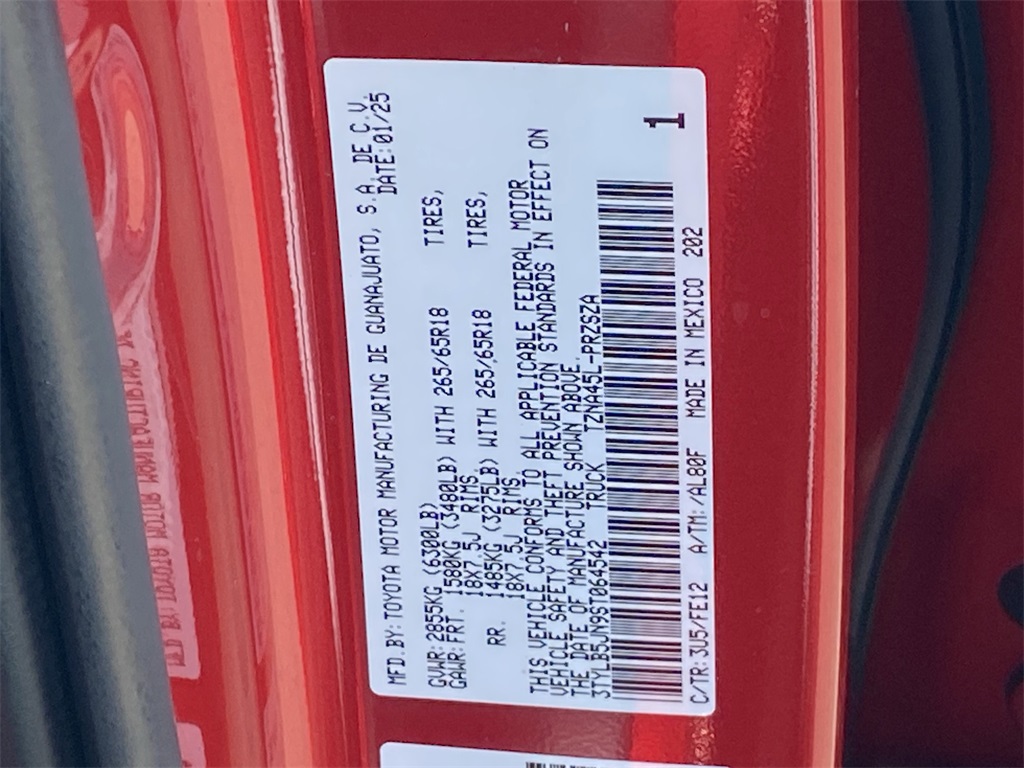 MFD.BY:TOYOTA MOTOR MANUFACTURING DE GUANAJUATO, S.A. DE C.V.
DATE:01/25
GVWR:2855KG (6300LB)
GAWR:FRT. 1580KG (3480LB) WITH 265/65R18 TIRES,
18X7.5J RIMS,
RR. 1485KG (3275LB) WITH 265/65R18 TIRES,
18X7.5J RIMS.
THIS VEHICLE CONFORMS TO ALL APPLICABLE FEDERAL MOTOR
VEHICLE SAFETY AND THEFT PREVENTION STANDARDS IN EFFECT ON
THE DATE OF MANUFACTURE SHOWN ABOVE.
3TYLB5JN9ST064542 TRUCK TZNA45L-PRZSZA
1
C/TR:3U5/FE12 A/TM:/AL80F MADE IN MEXICO 202